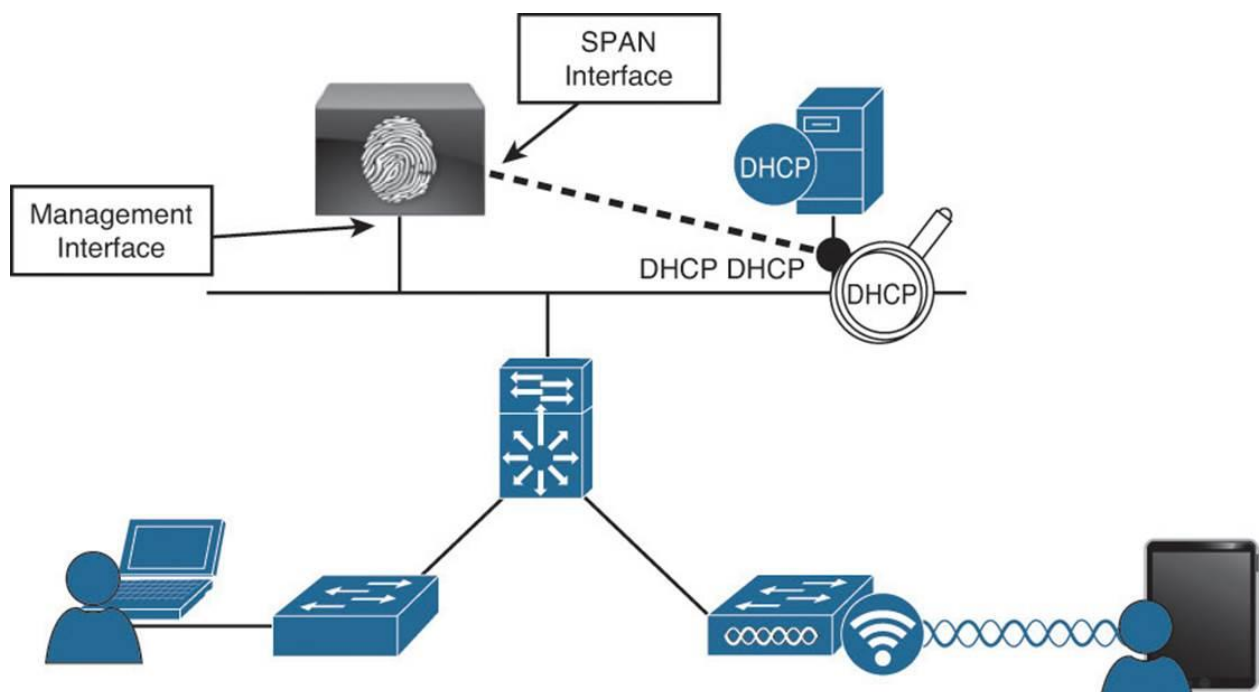 SPAN
Interface
DHCP
Management
Interface
DHCP DHCP
DHCP